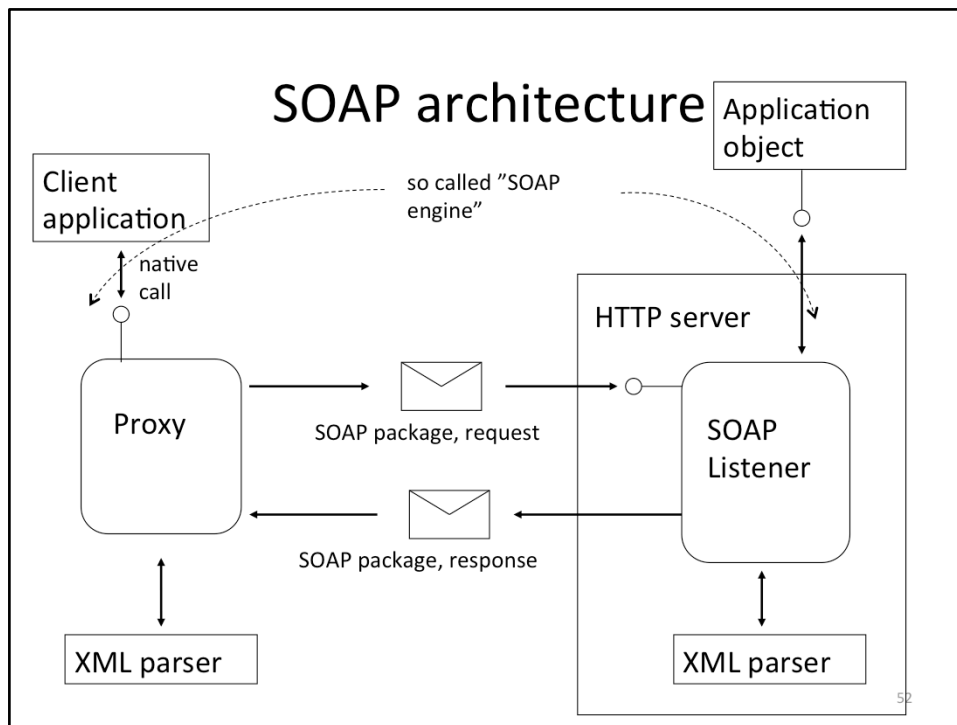 SOAP architecture
Application
object
Client
application
so called ”SOAP
engine”
native
call
HTTP server
Proxy
SOAP package, request
SOAP
Listener
SOAP package, response
XML parser
XML parser
52